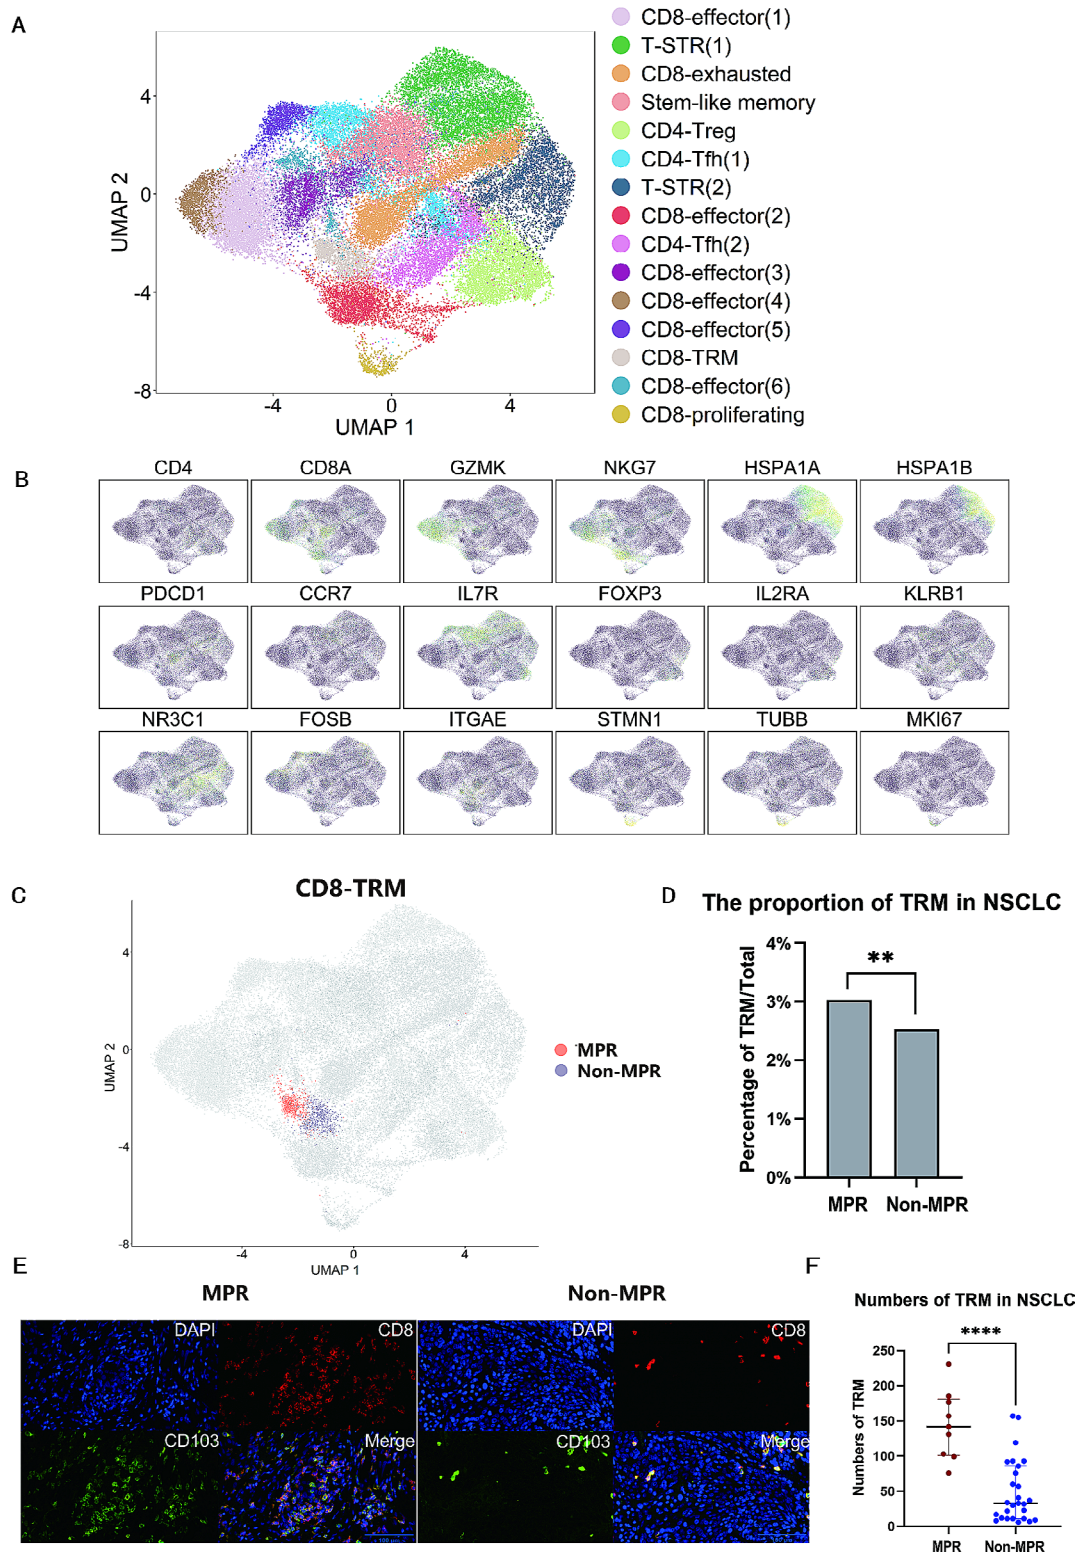 A
CD8-effector(1)
T-STR(1)
CD8-exhausted
Stem-like memory
CD4-Treg
CD4-Tfh(1)
T-STR(2)
CD8-effector(2)
CD4-Tfh(2)
CD8-effector(3)
CD8-effector(4)
CD8-effector(5)
CD8-TRM
CD8-effector(6)
CD8-proliferating
UMAP 2
4
0
-4
-8
-4 0 4
UMAP 1
B
CD4 CD8A GZMK NKG7 HSPA1A HSPA1B
PDCD1 CCR7 IL7R FOXP3 IL2RA KLRB1
NR3C1 FOSB ITGAE STMN1 TUBB MKI67
C
CD8-TRM
UMAP 2
4
0
-4
-8
-4 0 4
UMAP 1
MPR
Non-MPR
D
The proportion of TRM in NSCLC
Percentage of TRM/Total
4%
3%
2%
1%
0%
**
MPR Non-MPR
E
MPR Non-MPR
DAPI CD8 DAPI CD8
CD103 Merge CD103 Merge
F
Numbers of TRM in NSCLC
****
Numbers of TRM
250
200
150
100
50
0
MPR Non-MPR